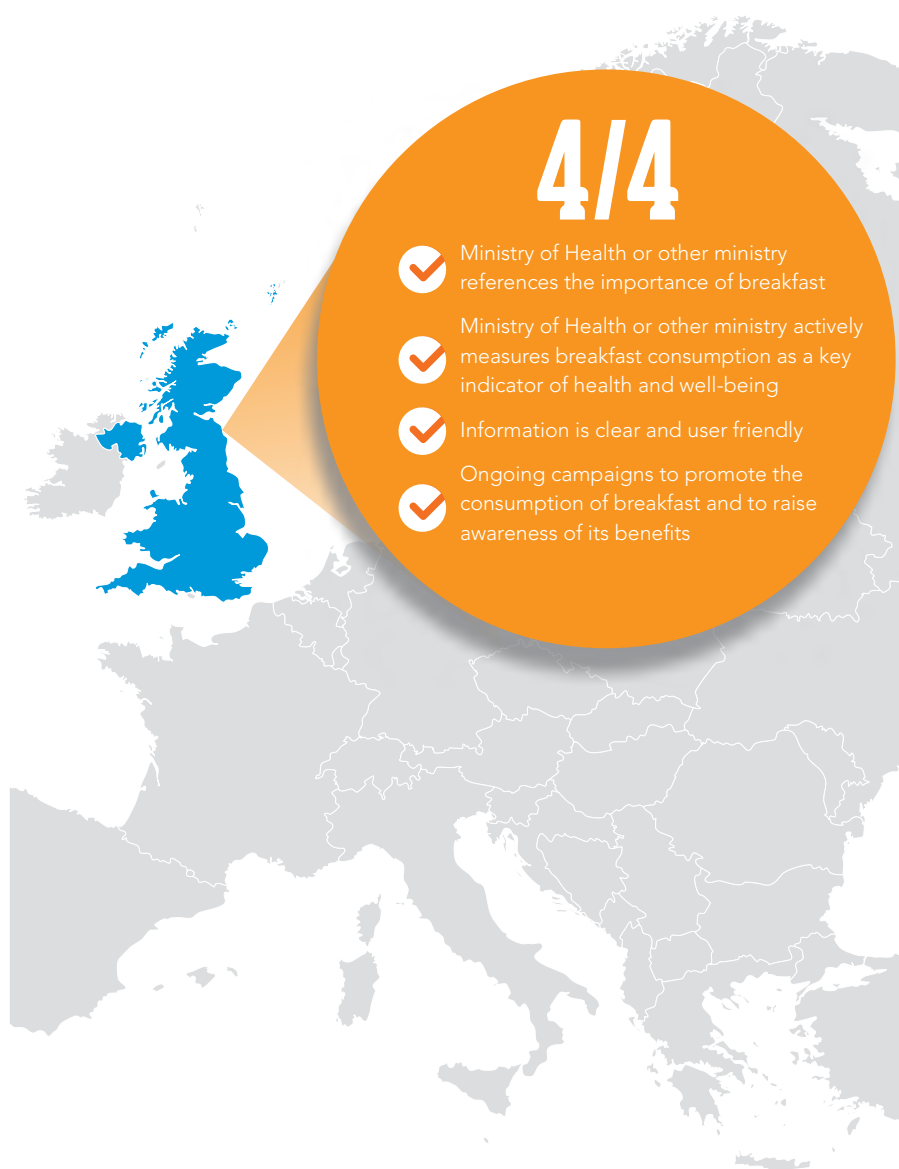 4/4
Ministry of Health or other ministry
references the importance of breakfast
Ministry of Health or other ministry actively
measures breakfast consumption as a key
indicator of health and well-being
Information is clear and user friendly
Ongoing campaigns to promote the
consumption of breakfast and to raise
awareness of its benefits